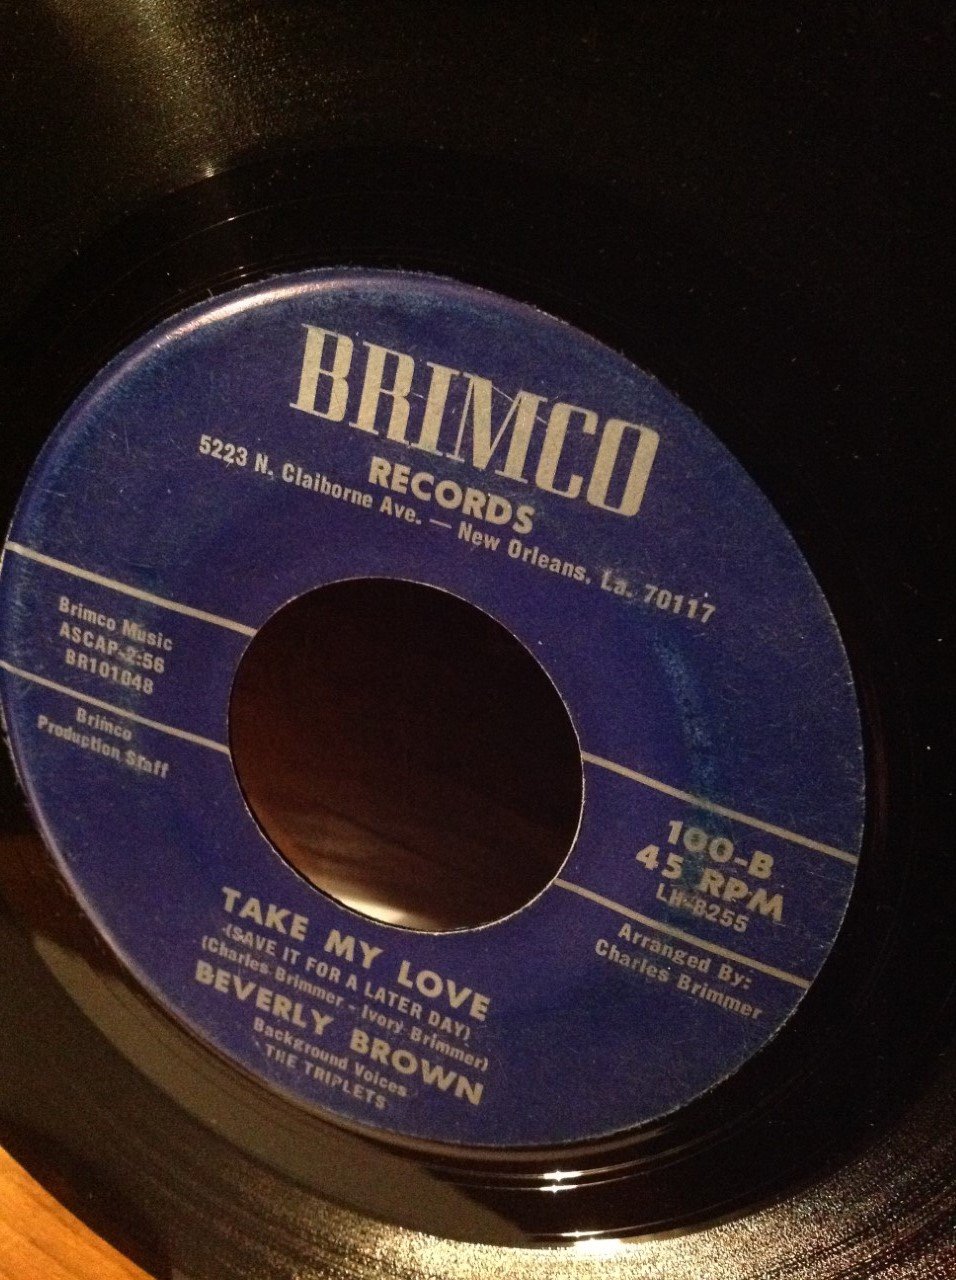 BRIMCO
RECORDS
5223 N. Claiborne Ave. — New Orleans, La. 70117
Brimco Music
ASCAP-2:56
BR101048
Brimco
Production Staff
100-B
45 RPM
LH-8255
Arranged By:
Charles Brimmer
TAKE MY LOVE
(SAVE IT FOR A LATER DAY)
(Charles Brimmer - Ivory Brimmer)
BEVERLY BROWN
Background Voices
THE TRIPLETS